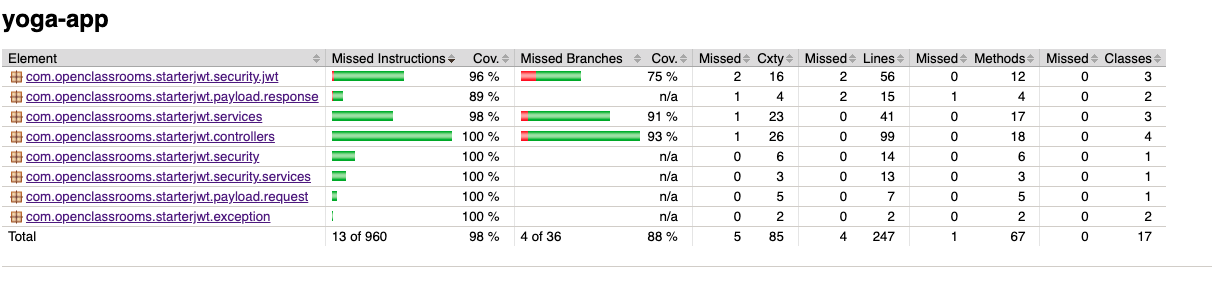 yoga-app
Element Missed Instructions Cov. Missed Branches Cov. Missed Cxty Missed Lines Missed Methods Missed Classes
com.openclassrooms.starterjwt.security.jwt 96 % 75 % 2 16 2 56 0 12 0 3
com.openclassrooms.starterjwt.payload.response 89 % n/a 1 4 2 15 1 4 0 2
com.openclassrooms.starterjwt.services 98 % 91 % 1 23 0 41 0 17 0 3
com.openclassrooms.starterjwt.controllers 100 % 93 % 1 26 0 99 0 18 0 4
com.openclassrooms.starterjwt.security 100 % n/a 0 6 0 14 0 6 0 1
com.openclassrooms.starterjwt.security.services 100 % n/a 0 3 0 13 0 3 0 1
com.openclassrooms.starterjwt.payload.request 100 % n/a 0 5 0 7 0 5 0 1
com.openclassrooms.starterjwt.exception 100 % n/a 0 2 0 2 0 2 0 2
Total 13 of 960 98 % 4 of 36 88 % 5 85 4 247 1 67 0 17